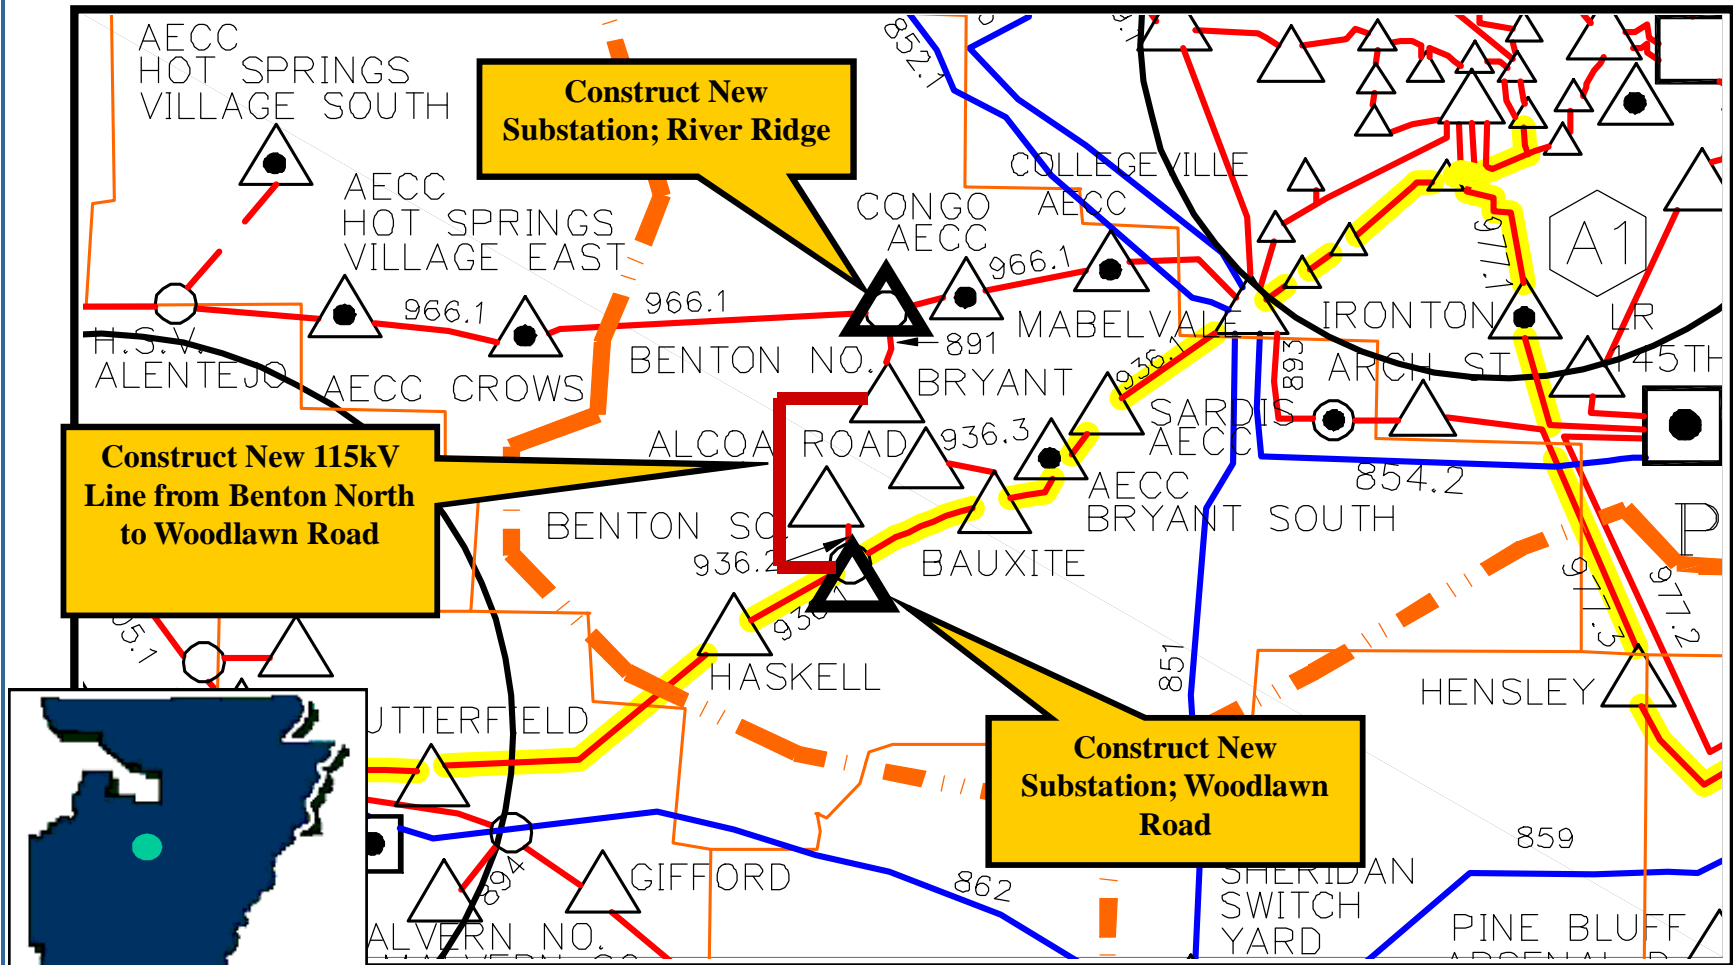 AECC
HOT SPRINGS
VILLAGE SOUTH
852.1
Construct New
Substation; River Ridge
COLLEGEVILLE
AECC
AECC
HOT SPRINGS
VILLAGE EAST
CONGO
AECC
966.1
966.1
966.1
977.1
A1
H.S.V.
ALENTEJO
AECC CROWS
BENTON NO.
891
MABELVALE
IRONTON
LR
145TH
ARCH ST
893
BRYANT
936.1
SARDIS
AECC
ALCOA ROAD
936.3
Construct New 115kV
Line from Benton North
to Woodlawn Road
854.2
AECC
BRYANT SOUTH
BENTON SO.
936.2
BAUXITE
P
977.3
977.2
05.1
HASKELL
851
HENSLEY
UTTERFIELD
Construct New
Substation; Woodlawn
Road
859
894
GIFFORD
862
SHERIDAN
SWITCH
YARD
ALVERN NO.
PINE BLUFF